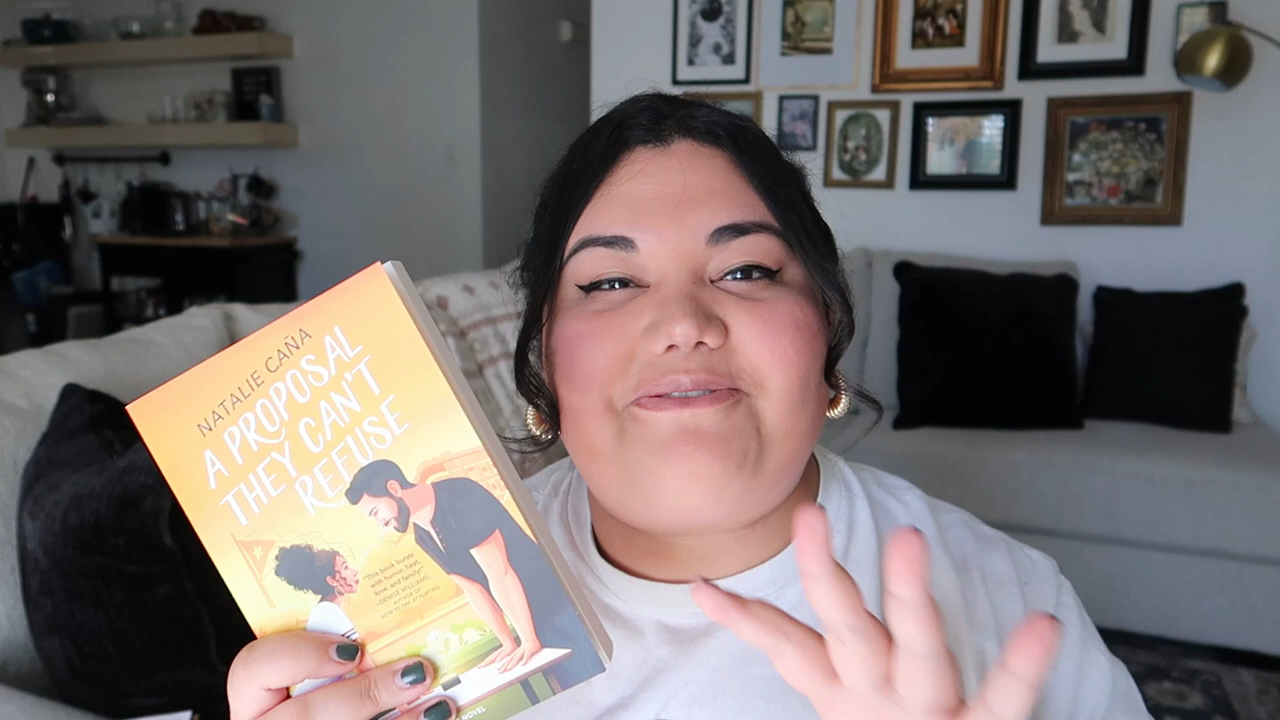 NATALIE CAÑA
A PROPOSAL
THEY CAN'T
REFUSE
"This book bursts
with humor, heat,
love, and family!"
—DENISE WILLIAMS,
AUTHOR OF
HOW TO FAIL AT FLIRTING
NOVEL